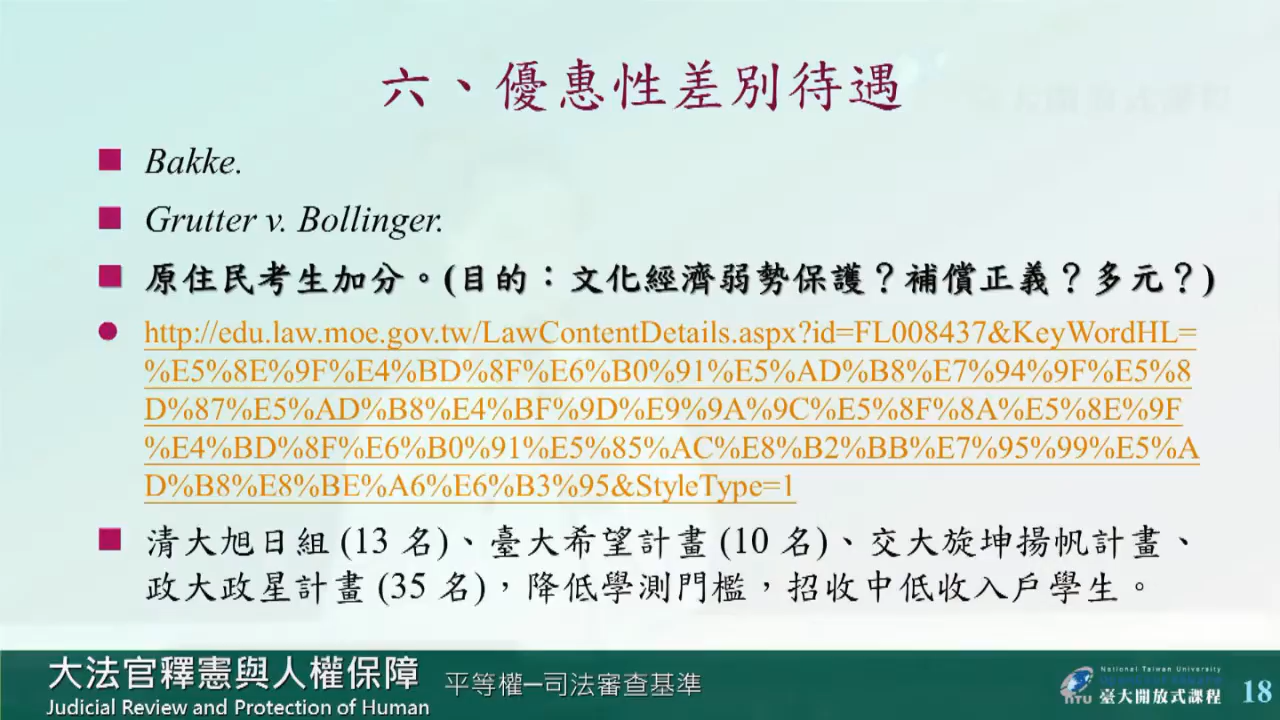 六、優惠性差別待遇
Bakke.
Grutter v. Bollinger.
原住民考生加分。(目的：文化經濟弱勢保護？補償正義？多元？)
http://edu.law.moe.gov.tw/LawContentDetails.aspx?id=FL008437&KeyWordHL=
%E5%8E%9F%E4%BD%8F%E6%B0%91%E5%AD%B8%E7%94%9F%E5%8
D%87%E5%AD%B8%E4%BF%9D%E9%9A%9C%E5%8F%8A%E5%8E%9F
%E4%BD%8F%E6%B0%91%E5%85%AC%E8%B2%BB%E7%95%99%E5%A
D%B8%E8%BE%A6%E6%B3%95&StyleType=1
清大旭日組 (13 名)、臺大希望計畫 (10 名)、交大旋坤揚帆計畫、
政大政星計畫 (35 名)，降低學測門檻，招收中低收入戶學生。
大法官釋憲與人權保障 平等權─司法審查基準
Judicial Review and Protection of Human
National Taiwan University
臺大開放式課程
NTU
18